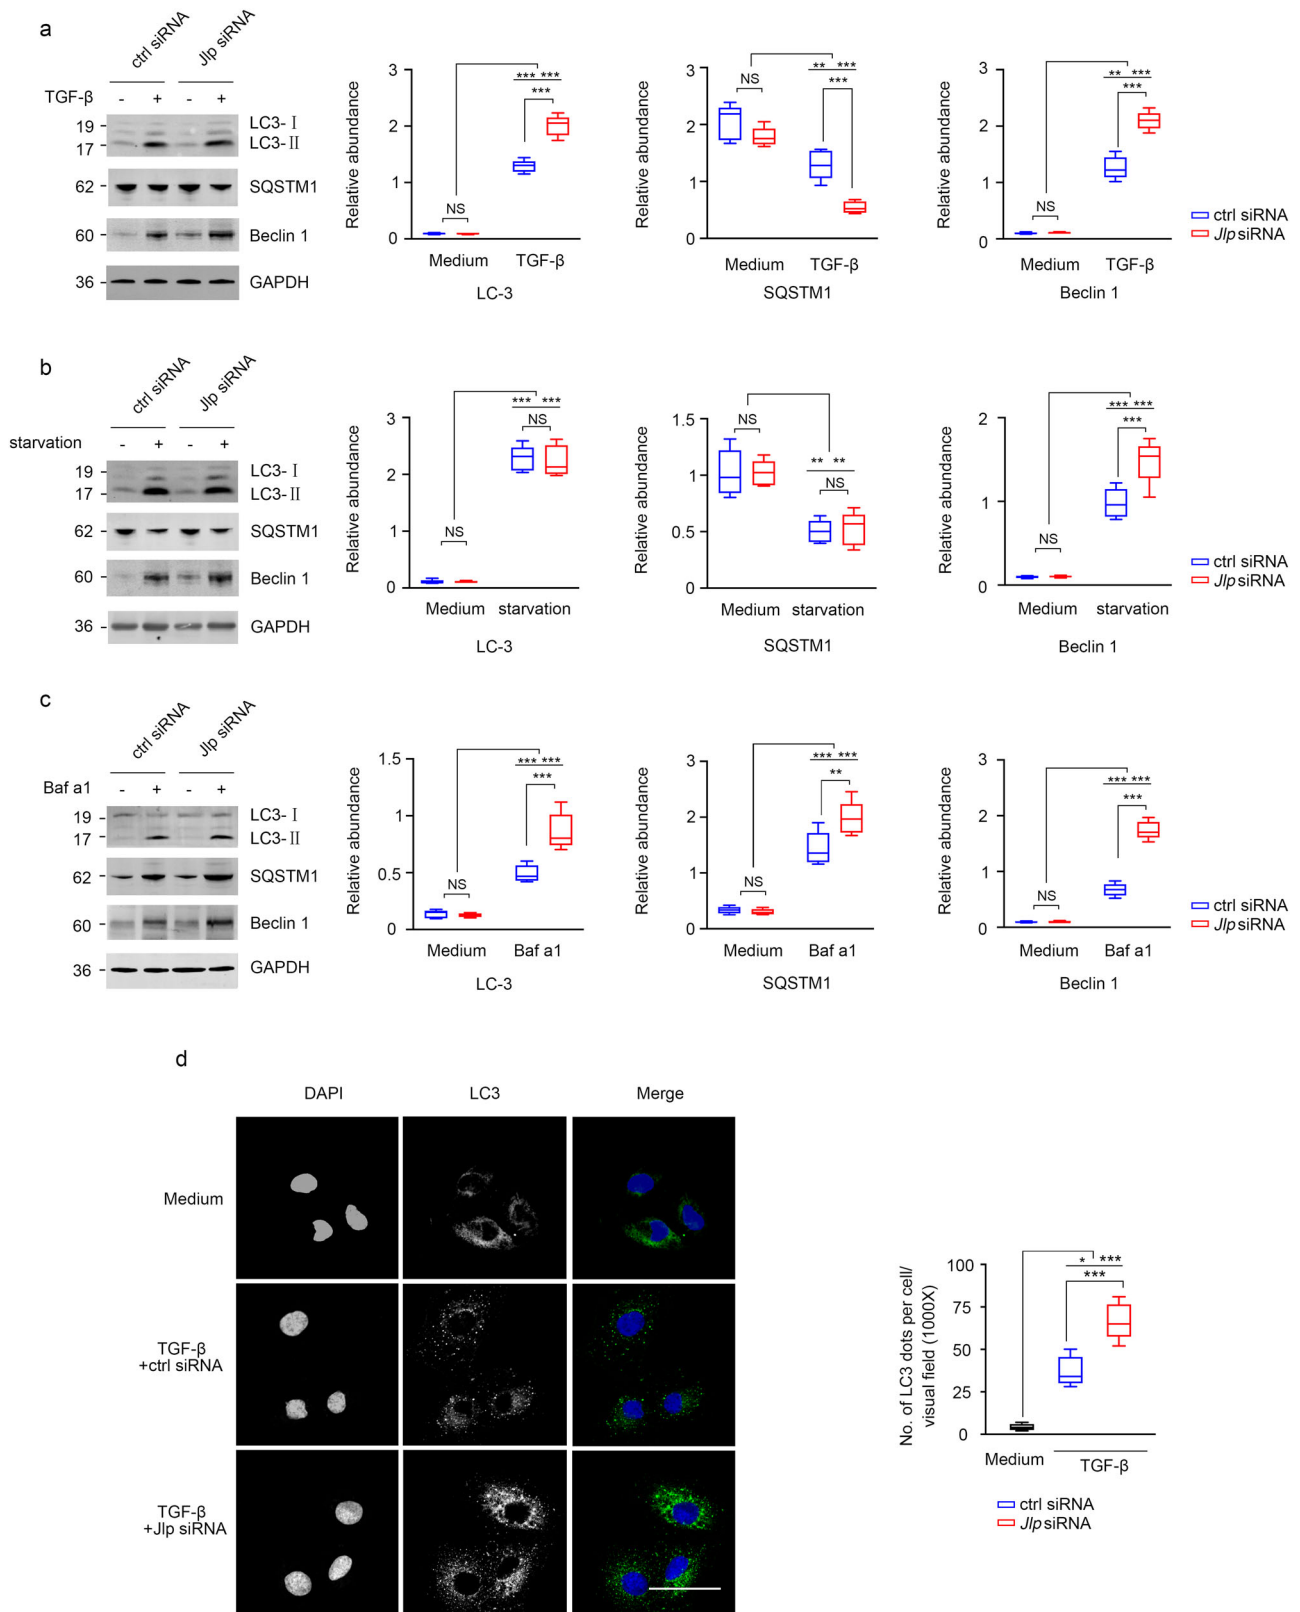 a
ctrl siRNA
Jlp siRNA
TGF-β - + - +
19
LC3-Ⅰ
17
LC3-Ⅱ
62
SQSTM1
60
Beclin 1
36
GAPDH
Relative abundance
3
2
1
0
NS
*** ***
***
Medium
TGF-β
LC-3
Relative abundance
3
2
1
0
NS
** ***
***
Medium
TGF-β
SQSTM1
Relative abundance
3
2
1
0
NS
** ***
***
Medium
TGF-β
Beclin 1
ctrl siRNA
Jlp siRNA
b
ctrl siRNA
Jlp siRNA
starvation - + - +
19
LC3-Ⅰ
17
LC3-Ⅱ
62
SQSTM1
60
Beclin 1
36
GAPDH
Relative abundance
3
2
1
0
NS
*** ***
NS
Medium
starvation
LC-3
Relative abundance
1.5
1
0.5
0
NS
** **
NS
Medium
starvation
SQSTM1
Relative abundance
2
1
0
NS
*** ***
***
Medium
starvation
Beclin 1
ctrl siRNA
Jlp siRNA
c
ctrl siRNA
Jlp siRNA
Baf a1 - + - +
19
LC3-Ⅰ
17
LC3-Ⅱ
62
SQSTM1
60
Beclin 1
36
GAPDH
Relative abundance
1.5
1
0.5
0
NS
*** ***
***
Medium
Baf a1
LC-3
Relative abundance
3
2
1
0
NS
*** ***
**
Medium
Baf a1
SQSTM1
Relative abundance
3
2
1
0
NS
*** ***
***
Medium
Baf a1
Beclin 1
ctrl siRNA
Jlp siRNA
d
DAPI
LC3
Merge
Medium
TGF-β
+ctrl siRNA
TGF-β
+Jlp siRNA
No. of LC3 dots per cell/
visual field (1000X)
100
75
50
25
0
* ***
***
Medium
TGF-β
ctrl siRNA
Jlp siRNA